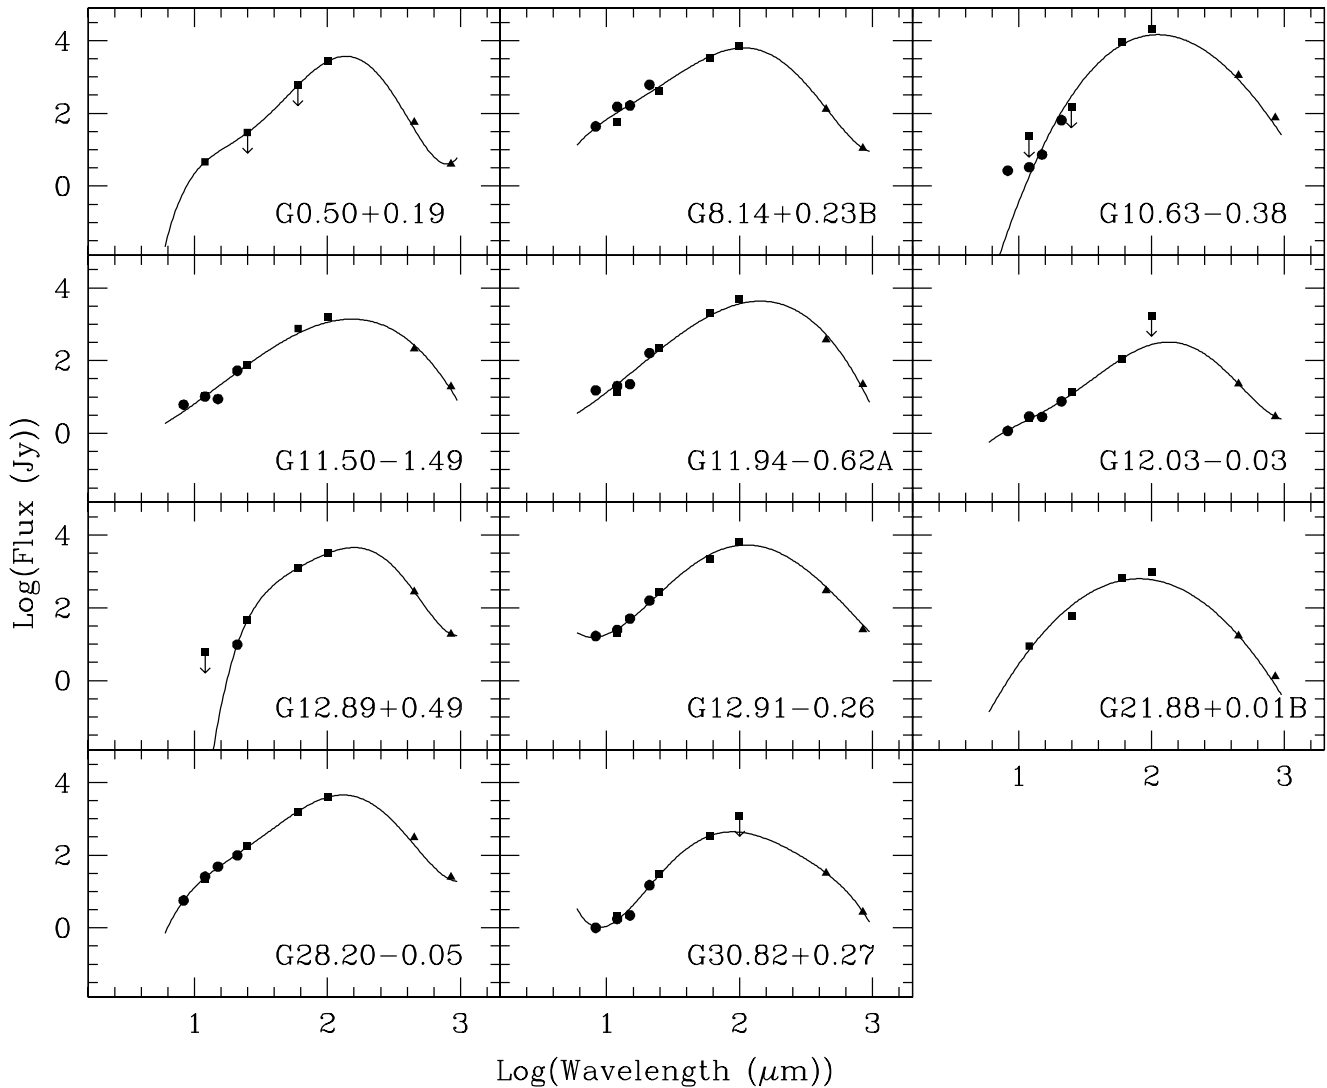 4
2
0
G0.50+0.19
G8.14+0.23B
G10.63−0.38
4
2
0
G11.50−1.49
G11.94−0.62A
G12.03−0.03
4
2
0
G12.89+0.49
G12.91−0.26
G21.88+0.01B
1 2 3
4
2
0
G28.20−0.05
G30.82+0.27
1 2 3 1 2 3
Log(Flux (Jy))
Log(Wavelength (μm))